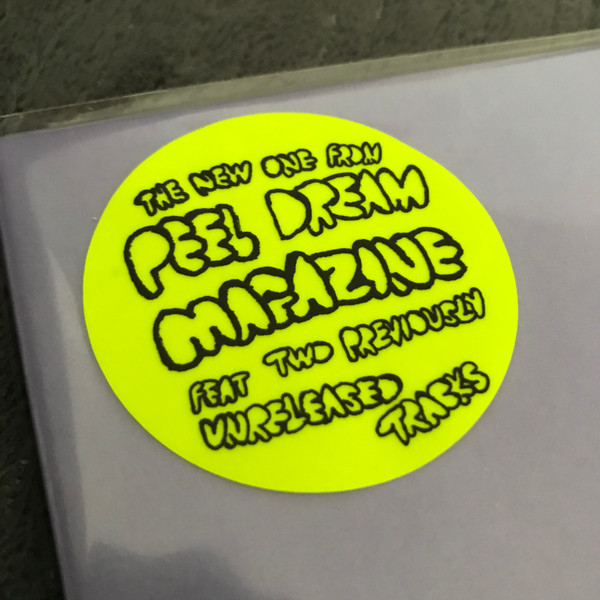 THE NEW ONE FROM
PEEL DREAM
MAGAZINE
FEAT TWO PREVIOUSLY
UNRELEASED TRACKS